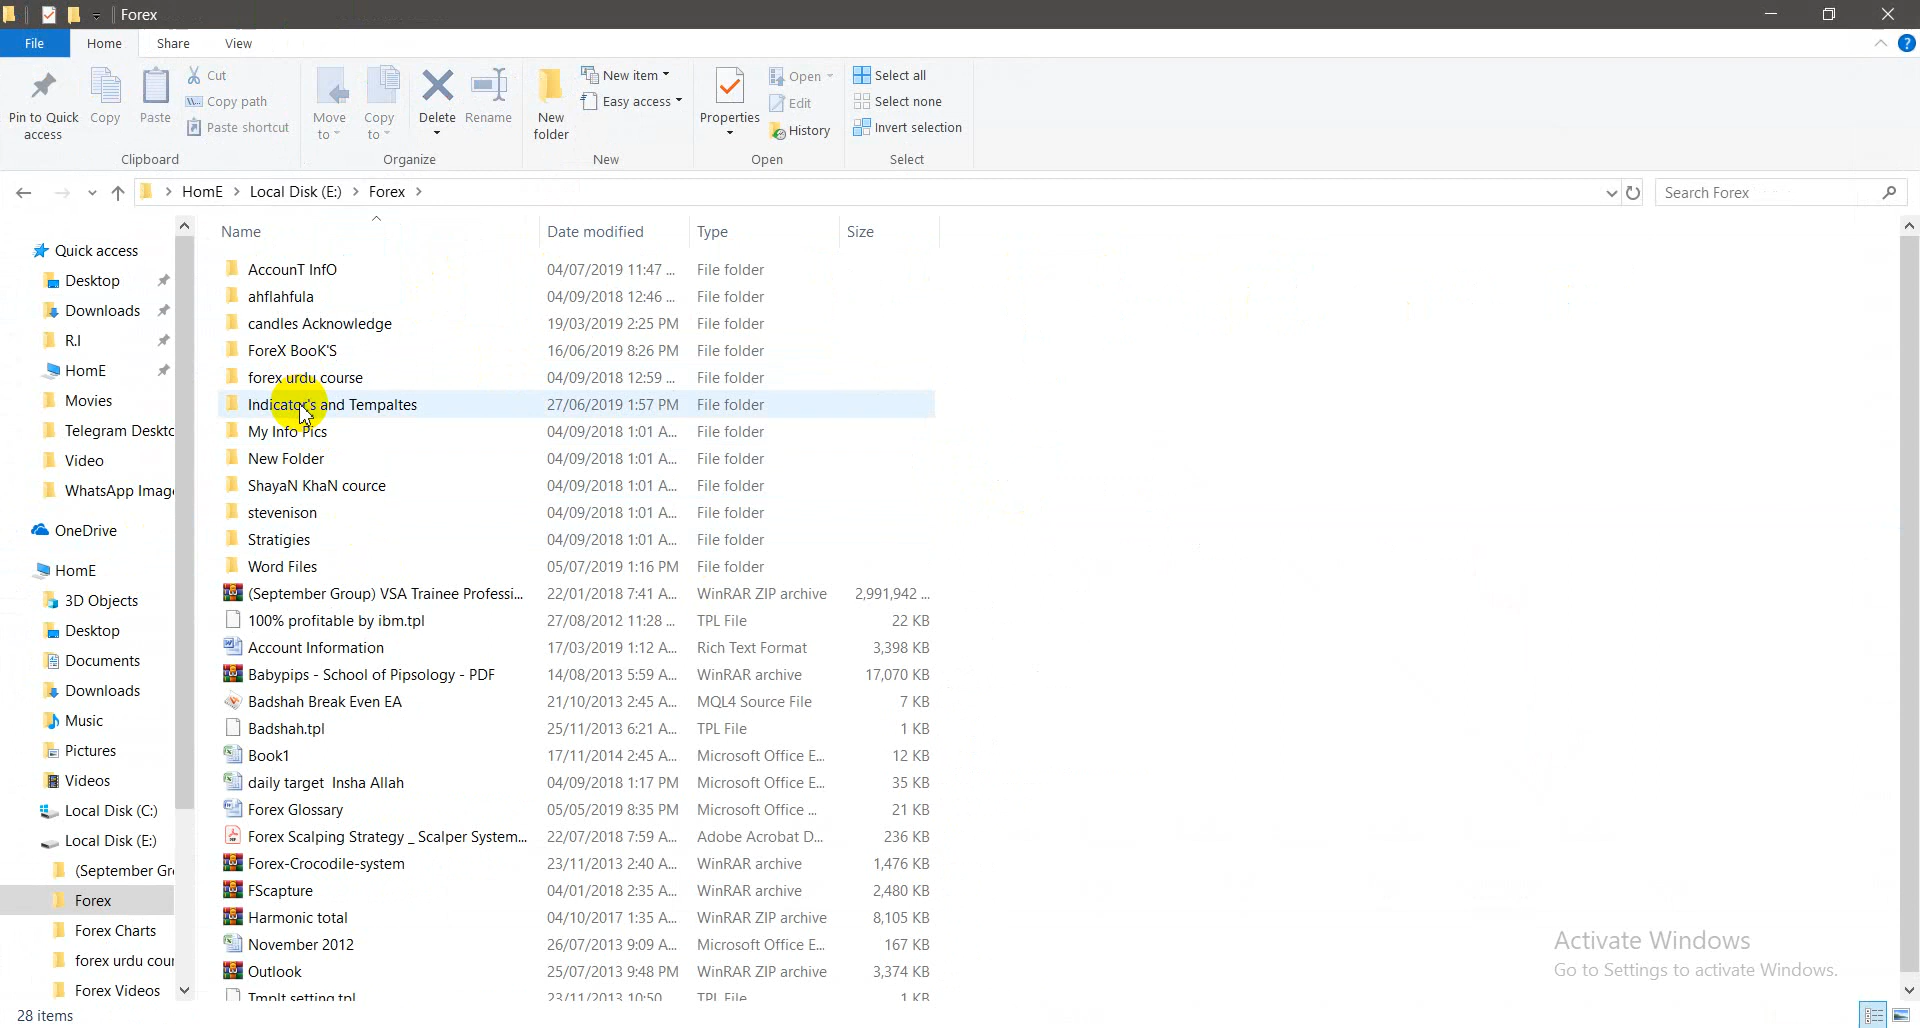 Forex
File Home Share View
Pin to Quick access
Copy
Paste
Cut
Copy path
Paste shortcut
Clipboard
Move to
Copy to
Delete
Rename
Organize
New folder
New item
Easy access
New
Properties
Open
Edit
History
Open
Select all
Select none
Invert selection
Select
HomE > Local Disk (E:) > Forex >
Search Forex
Quick access
Desktop
Downloads
R.I
HomE
Movies
Telegram Deskto
Video
WhatsApp Imag
OneDrive
HomE
3D Objects
Desktop
Documents
Downloads
Music
Pictures
Videos
Local Disk (C:)
Local Disk (E:)
(September Gr
Forex
Forex Charts
forex urdu cour
Forex Videos
Name Date modified Type Size
AccounT InfO 04/07/2019 11:47 ... File folder
ahflahfula 04/09/2018 12:46 ... File folder
candles Acknowledge 19/03/2019 2:25 PM File folder
ForeX BooK'S 16/06/2019 8:26 PM File folder
forex urdu course 04/09/2018 12:59 ... File folder
Indicator's and Tempaltes 27/06/2019 1:57 PM File folder
My Info Pics 04/09/2018 1:01 A... File folder
New Folder 04/09/2018 1:01 A... File folder
ShayaN KhaN cource 04/09/2018 1:01 A... File folder
stevenison 04/09/2018 1:01 A... File folder
Stratigies 04/09/2018 1:01 A... File folder
Word Files 05/07/2019 1:16 PM File folder
(September Group) VSA Trainee Professi... 22/01/2018 7:41 A... WinRAR ZIP archive 2,991,942 ...
100% profitable by ibm.tpl 27/08/2012 11:28 ... TPL File 22 KB
Account Information 17/03/2019 1:12 A... Rich Text Format 3,398 KB
Babypips - School of Pipsology - PDF 14/08/2013 5:59 A... WinRAR archive 17,070 KB
Badshah Break Even EA 21/10/2013 2:45 A... MQL4 Source File 7 KB
Badshah.tpl 25/11/2013 6:21 A... TPL File 1 KB
Book1 17/11/2014 2:45 A... Microsoft Office E... 12 KB
daily target Insha Allah 04/09/2018 1:17 PM Microsoft Office E... 35 KB
Forex Glossary 05/05/2019 8:35 PM Microsoft Office ... 21 KB
Forex Scalping Strategy _ Scalper System... 22/07/2018 7:59 A... Adobe Acrobat D... 236 KB
Forex-Crocodile-system 23/11/2013 2:40 A... WinRAR archive 1,476 KB
FScapture 04/01/2018 2:35 A... WinRAR archive 2,480 KB
Harmonic total 04/10/2017 1:35 A... WinRAR ZIP archive 8,105 KB
November 2012 26/07/2013 9:09 A... Microsoft Office E... 167 KB
Outlook 25/07/2013 9:48 PM WinRAR ZIP archive 3,374 KB
Tmplt setting.tpl 23/11/2013 10:50 TPL File 1 KB
Activate Windows
Go to Settings to activate Windows.
28 items